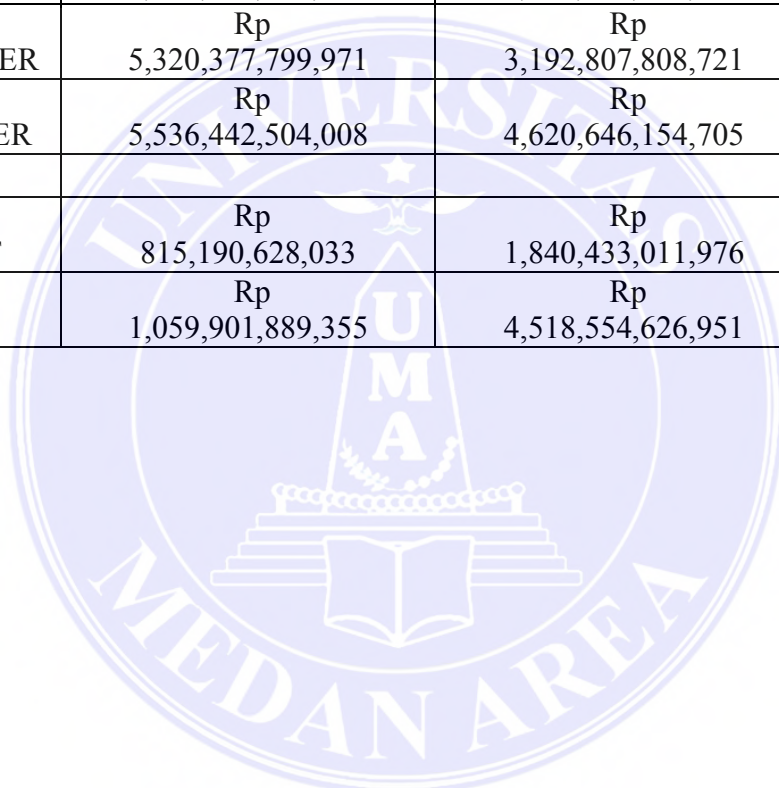 Rp Rp
ER 5,320,377,799,971 3,192,807,808,721
Rp Rp
ER 5,536,442,504,008 4,620,646,154,705
Rp Rp
815,190,628,033 1,840,433,011,976
Rp Rp
1,059,901,889,355 4,518,554,626,951
UNIVERSITAS
UMA
MEDAN AREA